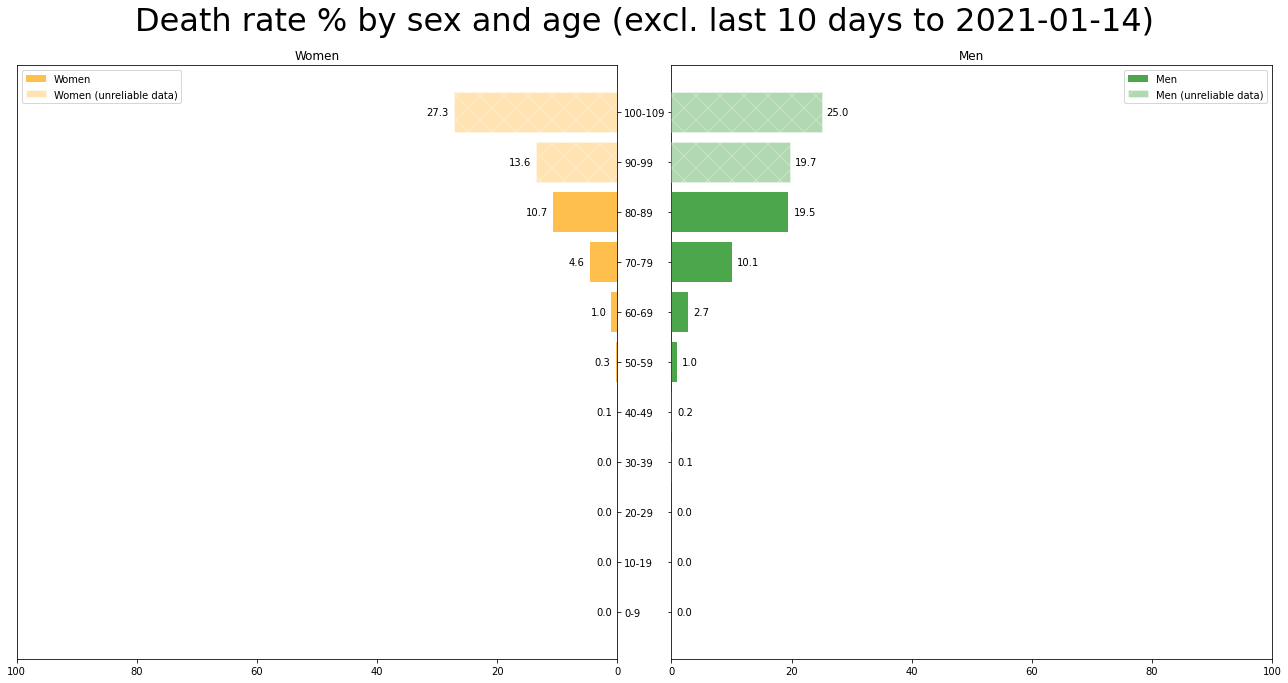 Death rate % by sex and age (excl. last 10 days to 2021-01-14)
Women
Men
Women
Women (unreliable data)
Men
Men (unreliable data)
27.3 100-109 25.0
13.6 90-99 19.7
10.7 80-89 19.5
4.6 70-79 10.1
1.0 60-69 2.7
0.3 50-59 1.0
0.1 40-49 0.2
0.0 30-39 0.1
0.0 20-29 0.0
0.0 10-19 0.0
0.0 0-9 0.0
100 80 60 40 20 0 0 20 40 60 80 100